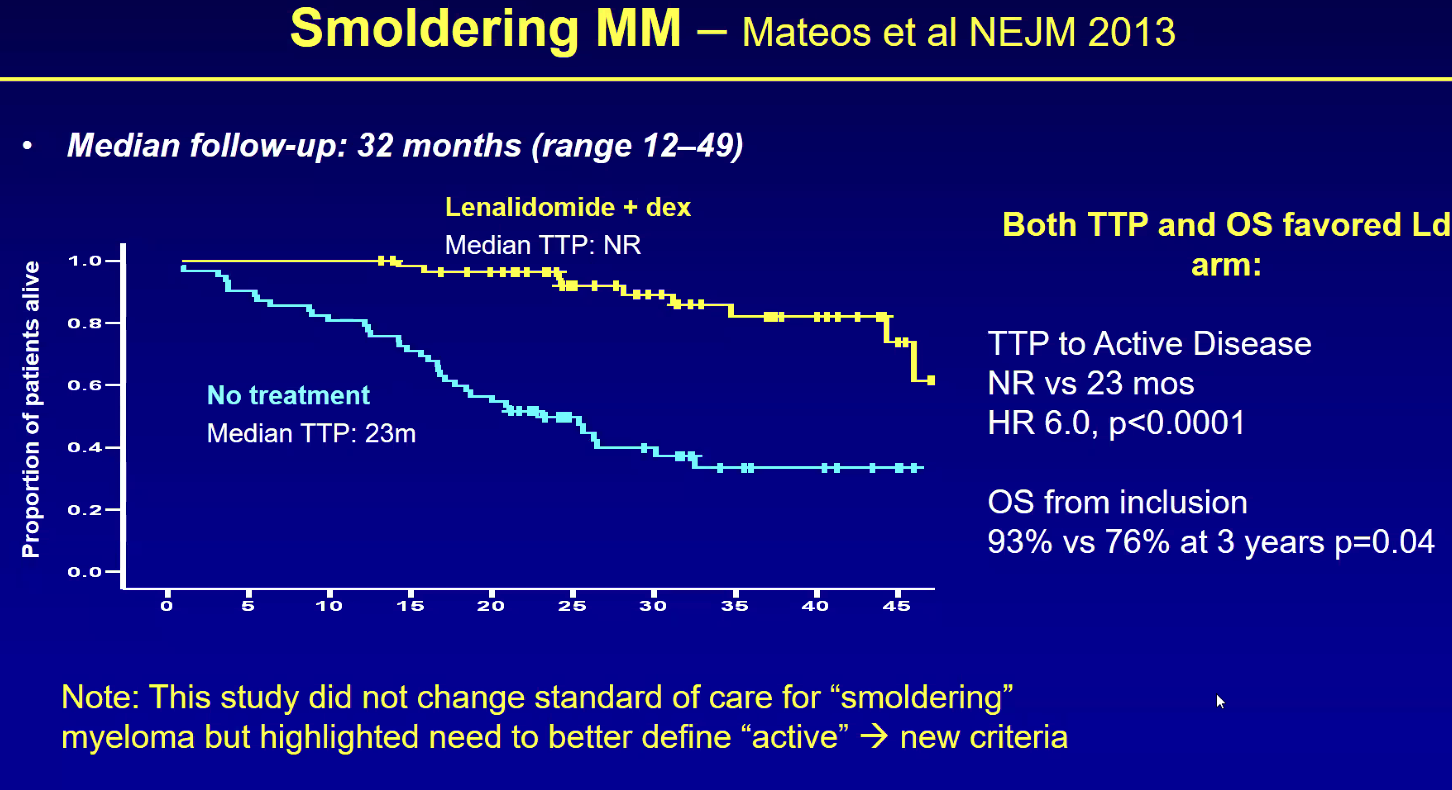 Smoldering MM – Mateos et al NEJM 2013
• Median follow-up: 32 months (range 12–49)
Lenalidomide + dex
Median TTP: NR
Both TTP and OS favored Ld
arm:
Proportion of patients alive
1.0
0.8
0.6
0.4
0.2
0.0
No treatment
Median TTP: 23m
0 5 10 15 20 25 30 35 40 45
TTP to Active Disease
NR vs 23 mos
HR 6.0, p<0.0001
OS from inclusion
93% vs 76% at 3 years p=0.04
Note: This study did not change standard of care for “smoldering”
myeloma but highlighted need to better define “active” → new criteria